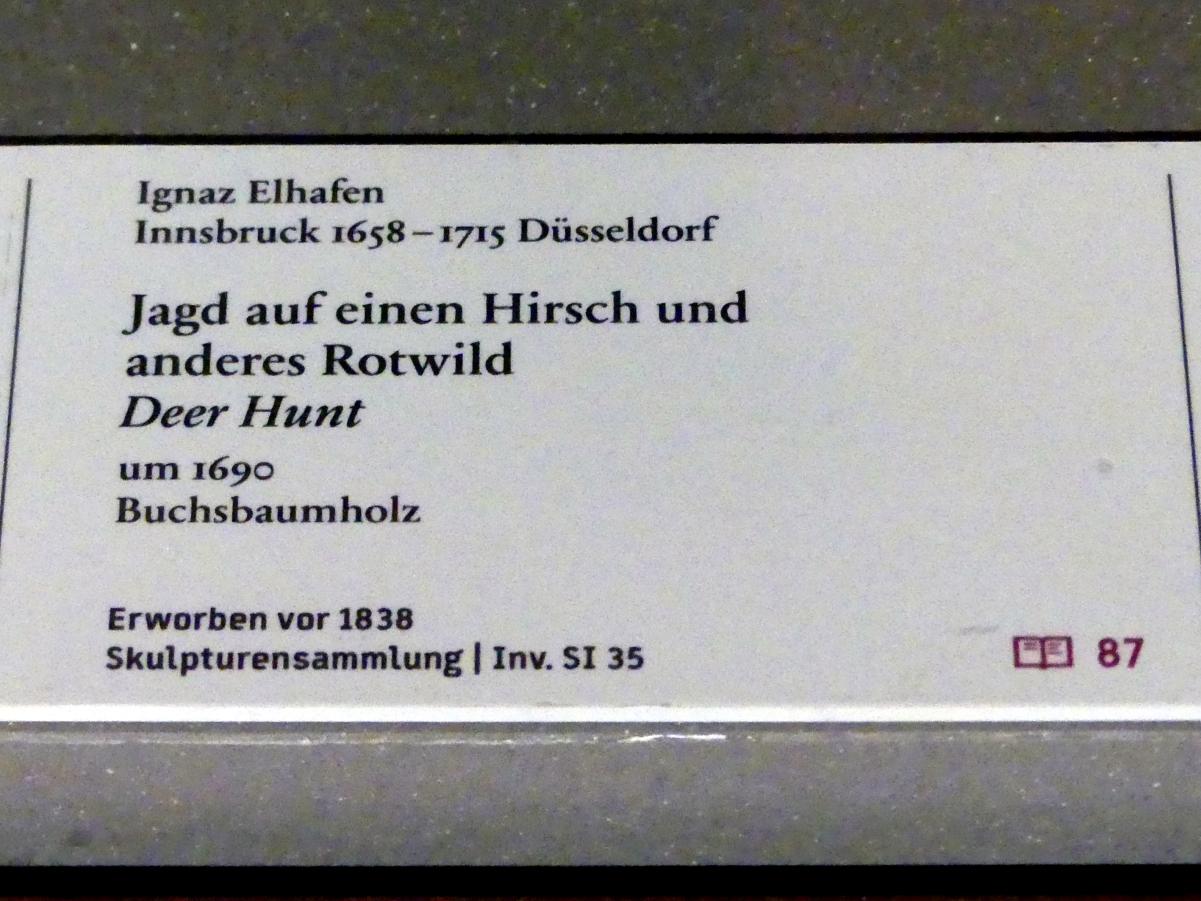 Ignaz Elhafen
Innsbruck 1658–1715 Düsseldorf
Jagd auf einen Hirsch und
anderes Rotwild
Deer Hunt
um 1690
Buchsbaumholz
Erworben vor 1838
Skulpturensammlung | Inv. SI 35
87